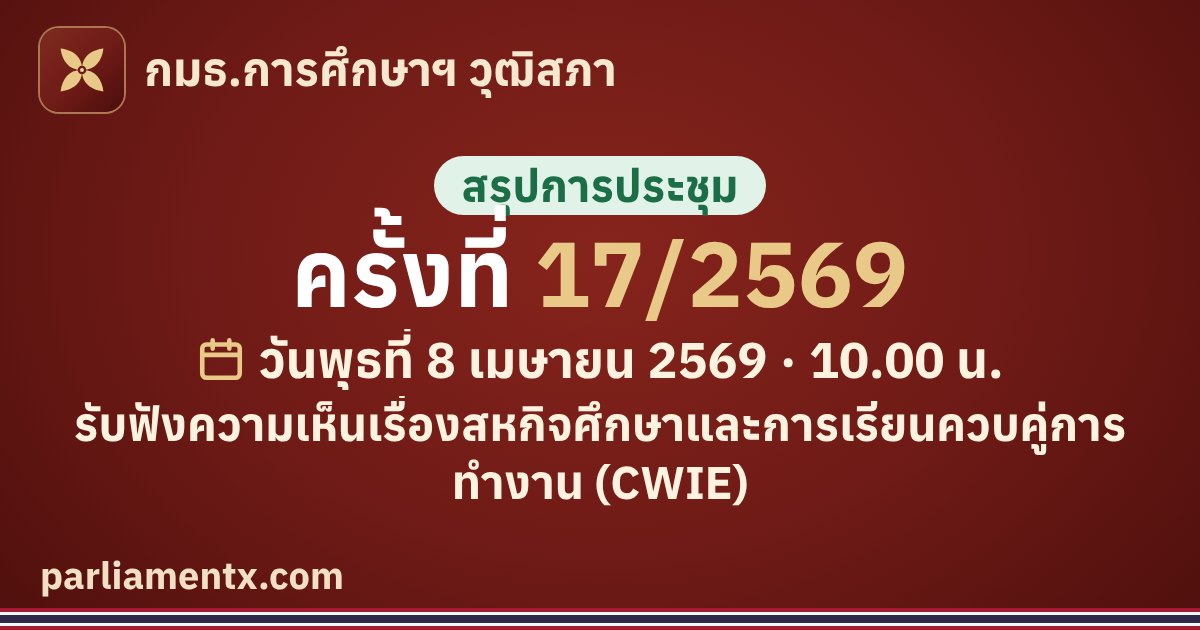 กมธ.การศึกษาฯ วุฒิสภา
สรุปการประชุม
ครั้งที่ 17/2569
วันพุธที่ 8 เมษายน 2569 · 10.00 น.
รับฟังความเห็นเรื่องสหกิจศึกษาและการเรียนควบคู่การ
ทำงาน (CWIE)
parliamentx.com